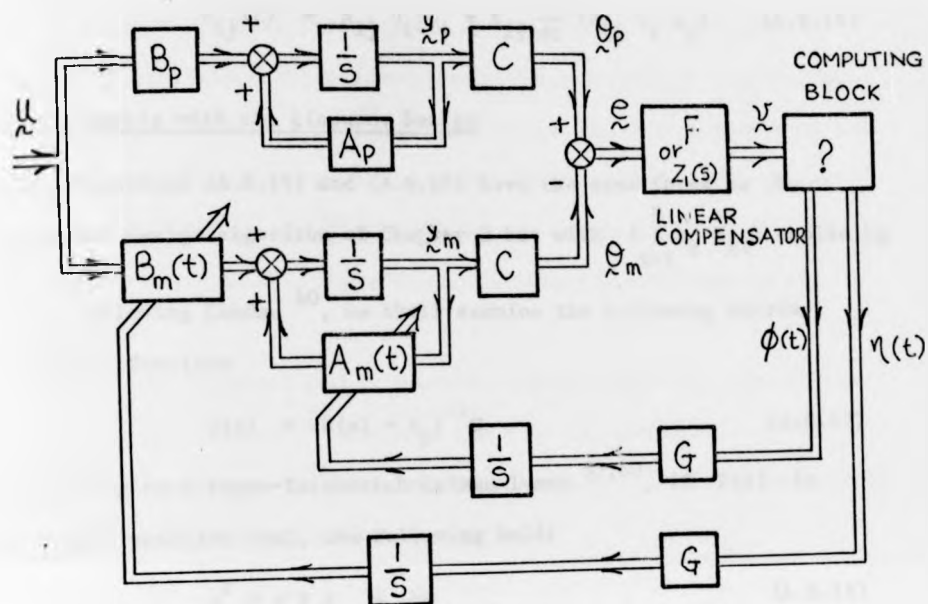 B_p
+
+
1/S
y_p
C
θ_p
A_p
U
B_m(t)
+
+
1/S
y_m
C
θ_m
A_m(t)
+
e
F
or
Z_1(s)
LINEAR
COMPENSATOR
ν
COMPUTING
BLOCK
?
φ(t)
η(t)
G
1/S
G
1/S